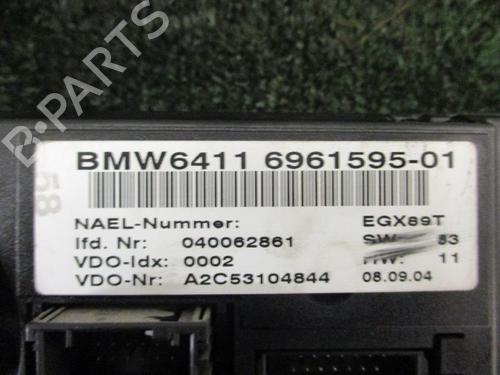 B-PARTS
BMW6411 6961595-01
58
NAEL-Nummer: EGX89T
lfd. Nr: 040062861 SW: 83
VDO-Idx: 0002 HW: 11
VDO-Nr: A2C53104844 08.09.04